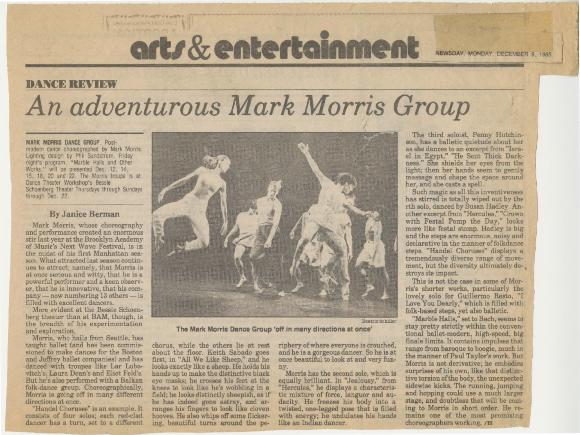 arts & entertainment
NEWSDAY, MONDAY, DECEMBER 9, 1985
DANCE REVIEW
An adventurous Mark Morris Group
MARK MORRIS DANCE GROUP. Post-
modern dance choreographed by Mark Morris.
Lighting design by Phil Sandstrom. Friday
night's program, "Marble Halls and Other
Works," will be presented Dec. 12, 14,
15, 18, 20 and 22. The Morris troupe is at
Dance Theater Workshop's Bessie
Schoenberg Theater Thursdays through Sundays
through Dec. 22.
By Janice Berman
Mark Morris, whose choreography
and performance created an enormous
stir last year at the Brooklyn Academy
of Music's Next Wave Festival, is in
the midst of his first Manhattan sea-
son. What attracted last season contin-
ues to attract; namely, that Morris is
at once serious and witty, that he is a
powerful performer and a keen observ-
er, that he is innovative, that his com-
pany — now numbering 13 others — is
filled with excellent dancers.
More evident at the Bessie Schoen-
berg theater than at BAM, though, is
the breadth of his experimentation
and exploration.
Morris, who hails from Seattle, has
taught ballet and has been commis-
sioned to make dances for the Boston
and Joffrey ballet companies; he has
danced with troupes like Lar Lubo-
vitch's, Laura Dean's and Eliot Feld's.
But he's also performed with a Balkan
folk-dance group. Choreographically,
Morris is going off in many different
directions at once.
"Handel Choruses" is an example. It
consists of four solos; each red-clad
dancer has a turn, set to a different
The Mark Morris Dance Group 'off in many directions at once'
chorus, while the others lie at rest
about the floor. Keith Sabado goes
first, in "All We Like Sheep," and he
looks exactly like a sheep. He holds his
hands up to make the distinctive black
eye masks; he crosses his feet at the
knees to look like he's wobbling in a
field; he looks distinctly sheepish, as if
he has indeed gone astray, and ar-
ranges his fingers to look like cloven
hooves. He also whips off some flicker-
ing, beautiful turns around the pe-
riphery of where everyone is crouched,
and he is a gorgeous dancer. So he is at
once beautiful to look at and very fun-
ny.
Morris has the second solo, which is
equally brilliant. In "Jealousy," from
"Hercules," he displays a characteris-
tic mixture of force, languor and au-
dacity. He freezes his body into a
twisted, one-legged pose that is filled
with energy; he undulates his hands
like an Indian dancer.
The third soloist, Penny Hutchin-
son, has a balletic quietude about her
as she dances to an excerpt from "Isra-
el in Egypt," "He Sent Thick Dark-
ness." She shields her eyes from the
light; then her hands seem to gently
massage and shape the space around
her, and she casts a spell.
Such magic as all this inventiveness
has stirred is totally wiped out by the
4th solo, danced by Susan Hadley. An-
other excerpt from "Hercules," "Crown
with Festal Pomp the Day," looks
more like festal stomp. Hadley is big
and the steps are enormous, noisy and
declarative in the manner of folkdance
steps. "Handel Choruses" displays a
tremendously diverse range of move-
ment, but the diversity ultimately de-
stroys its impact.
This is not the case in some of Mor-
ris's shorter works, particularly the
lovely solo for Guillermo Resto, "I
Love You Dearly," which is filled with
folk-based steps, yet also balletic.
"Marble Halls," set to Bach, seems to
stay pretty strictly within the conven-
tional ballet-modern, high-speed, big
finale limits. It contains impulses that
range from baroque to boogie, much in
the manner of Paul Taylor's work. But
Morris is not derivative; he embodies
surprises of his own, like that distinc-
tive torsion of the body, the unexpected
sidewise kicks. The running, jumping
and hopping could use a much larger
stage, and doubtless that will be com-
ing to Morris in short order. He re-
mains one of the most promising
choreographers working.